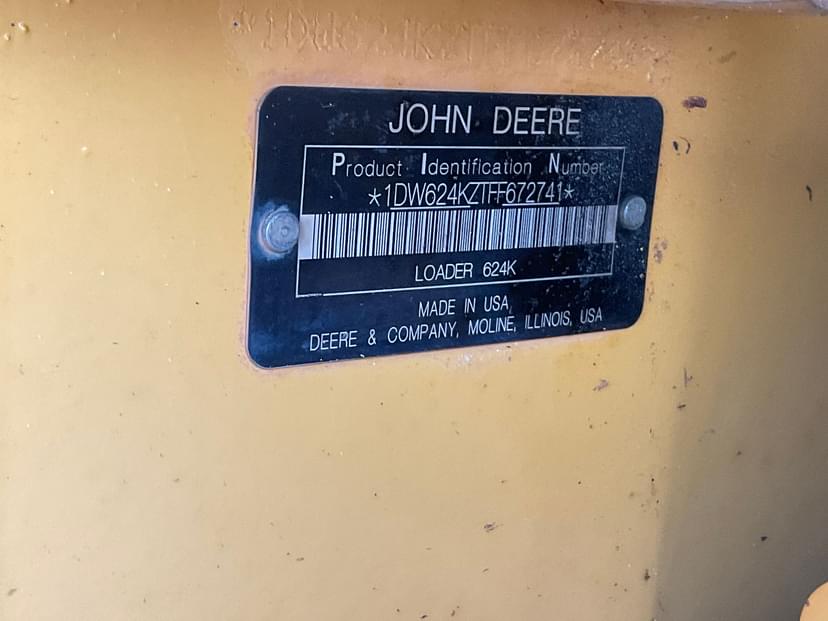 JOHN DEERE
Product Identification Number
*1DW624KZTFF672741*
LOADER 624K
MADE IN USA
DEERE & COMPANY, MOLINE, ILLINOIS, USA